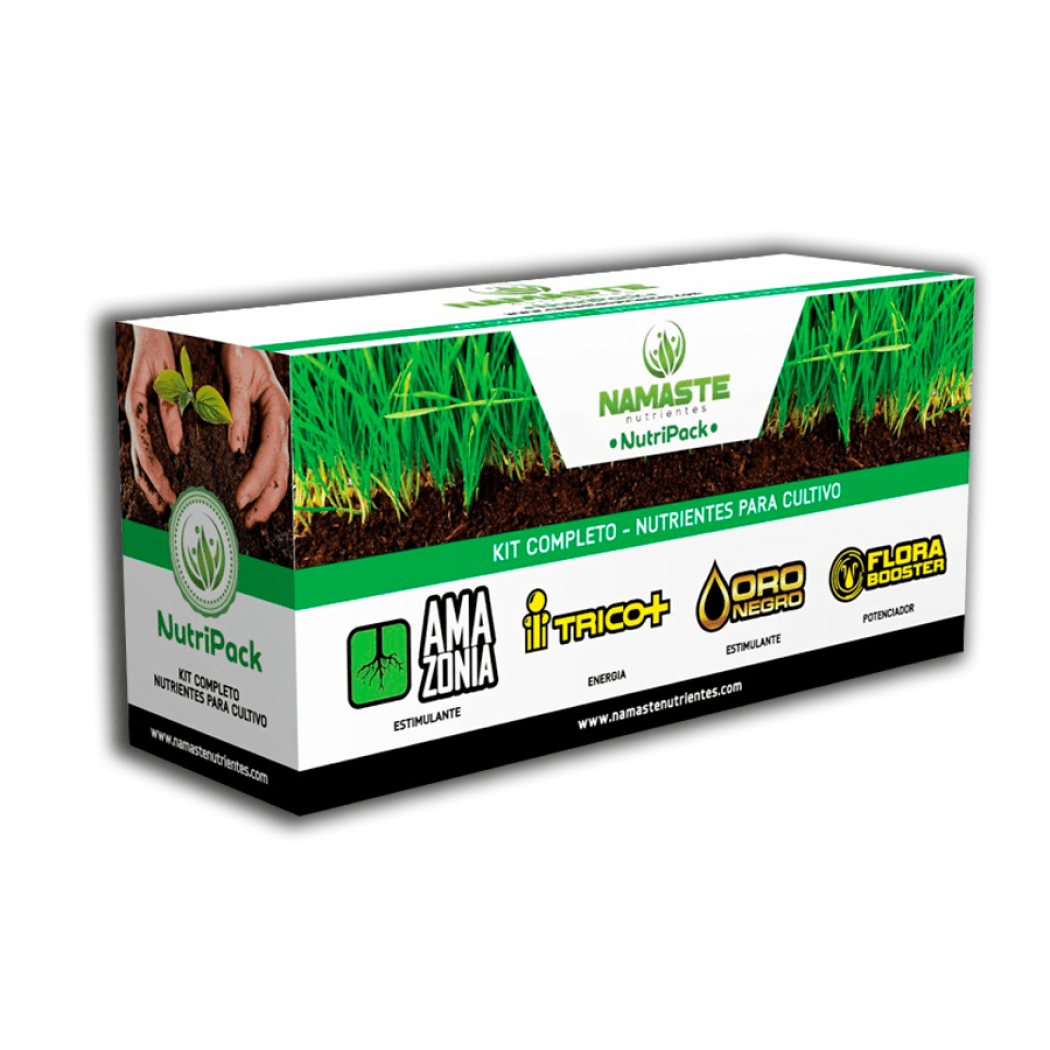 NAMASTE
NAMASTE
nutrientes
•NutriPack•
KIT COMPLETO - NUTRIENTES PARA CULTIVO
AMA
ZONIA
ESTIMULANTE
TRICO+
ENERGIA
ORO
NEGRO
ESTIMULANTE
FLORA
BOOSTER
POTENCIADOR
www.namastenutrientes.com
NutriPack
KIT COMPLETO
NUTRIENTES PARA CULTIVO
www.namastenutrientes.com